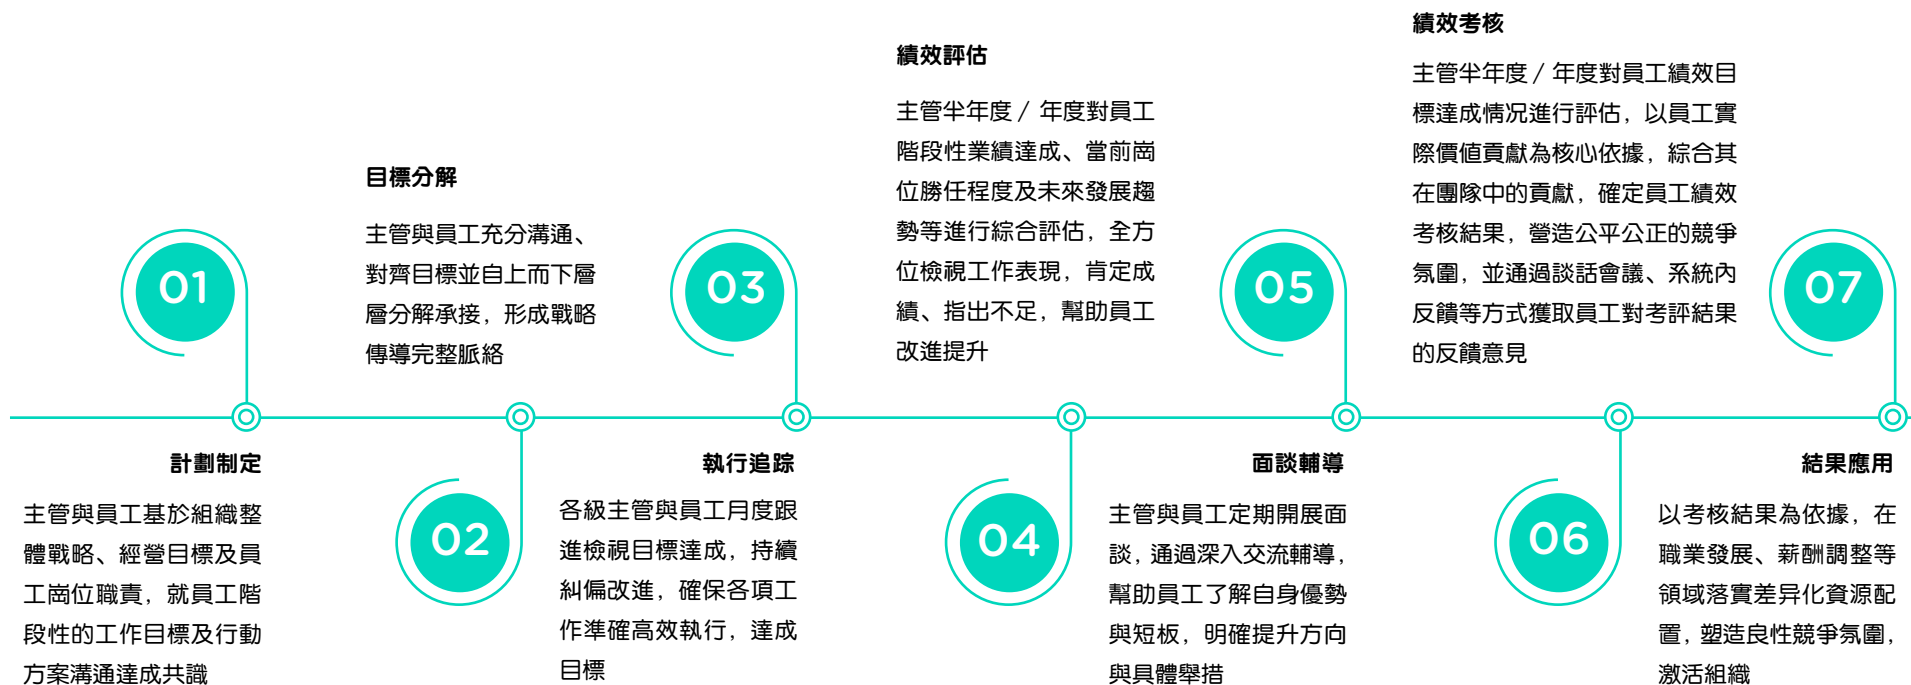 01
計劃制定
主管與員工基於組織整
體戰略、經營目標及員
工崗位職責，就員工階
段性的工作目標及行動
方案溝通達成共識
02
目標分解
主管與員工充分溝通、
對齊目標並自上而下層
層分解承接，形成戰略
傳導完整脈絡
03
執行追踪
各級主管與員工月度跟
進檢視目標達成，持續
糾偏改進，確保各項工
作準確高效執行，達成
目標
04
績效評估
主管半年度 / 年度對員工
階段性業績達成、當前崗
位勝任程度及未來發展趨
勢等進行綜合評估，全方
位檢視工作表現，肯定成
績、指出不足，幫助員工
改進提升
05
面談輔導
主管與員工定期開展面
談，通過深入交流輔導，
幫助員工了解自身優勢
與短板，明確提升方向
與具體舉措
06
績效考核
主管半年度 / 年度對員工績效目
標達成情況進行評估，以員工實
際價值貢獻為核心依據，綜合其
在團隊中的貢獻，確定員工績效
考核結果，營造公平公正的競爭
氛圍，並通過談話會議、系統內
反饋等方式獲取員工對考評結果
的反饋意見
07
結果應用
以考核結果為依據，在
職業發展、薪酬調整等
領域落實差异化資源配
置，塑造良性競爭氛圍，
激活組織